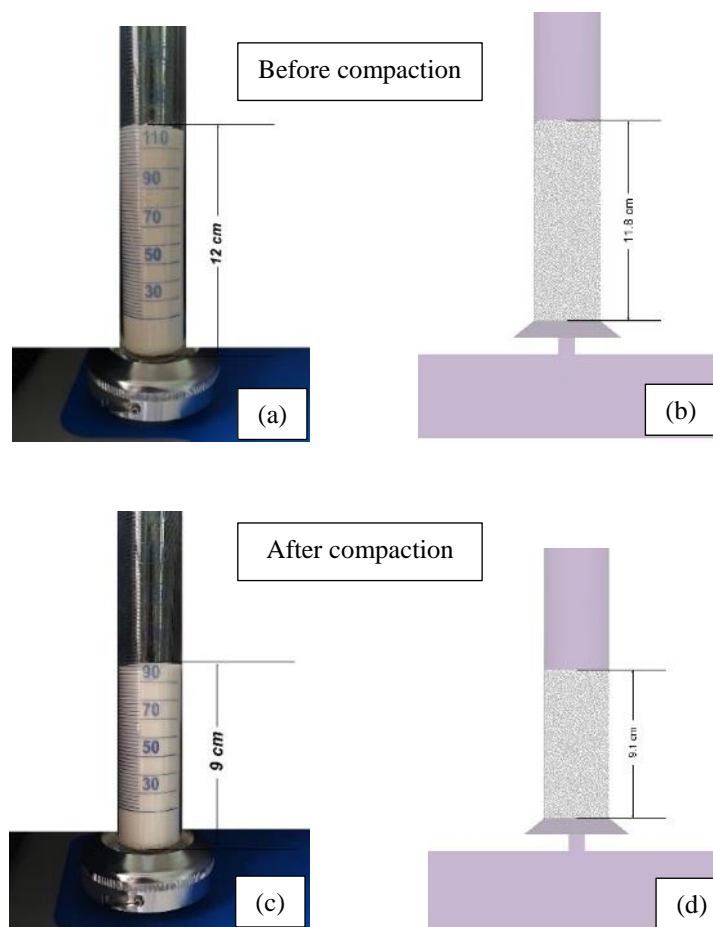 Before compaction
110
90
70
50
30
12 cm
11.8 cm
(a)
(b)
After compaction
90
70
50
30
9 cm
9.1 cm
(c)
(d)